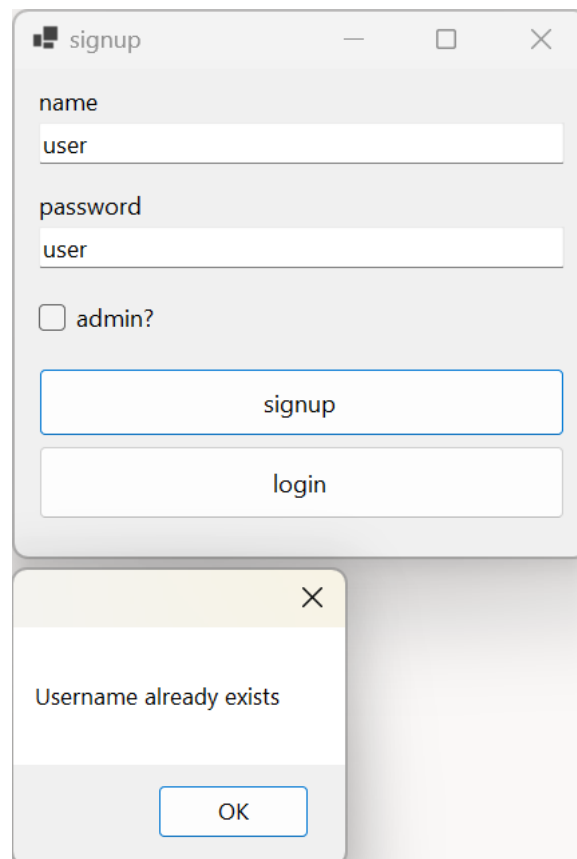 signup
name
user
password
user
admin?
signup
login
Username already exists
OK